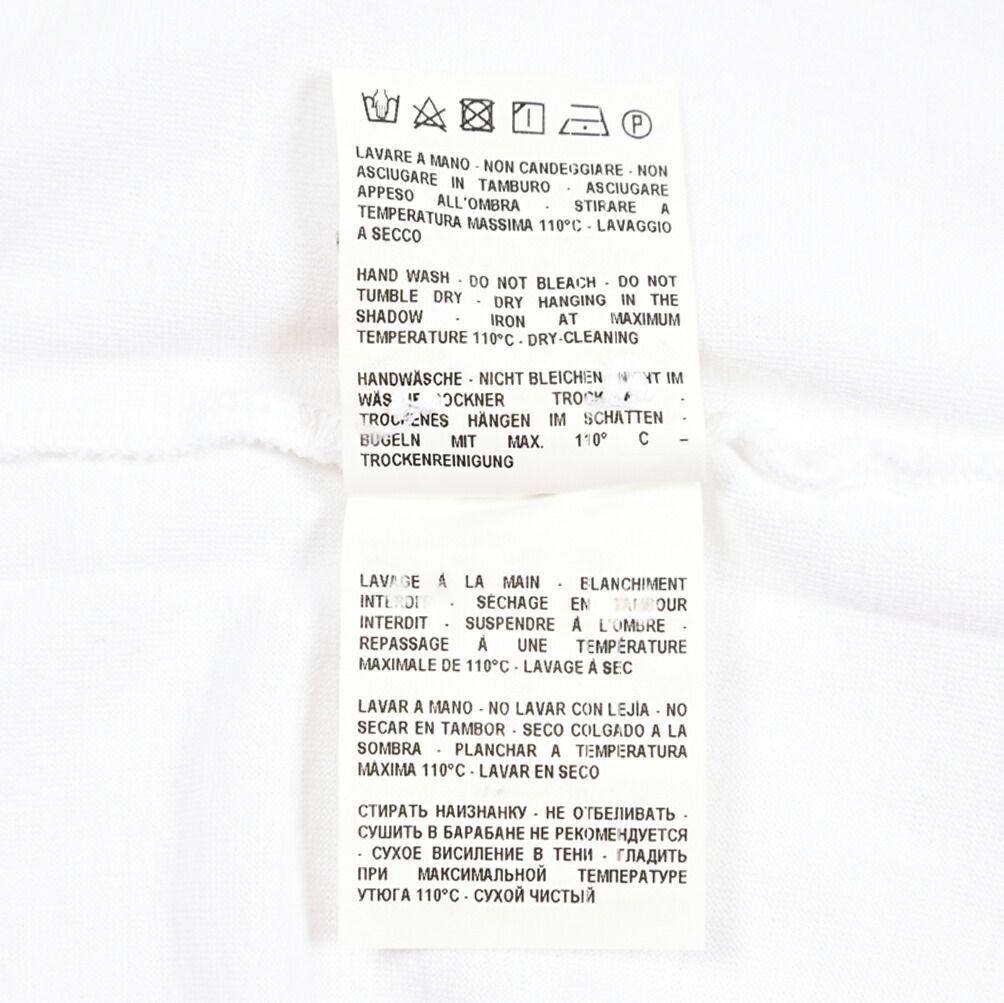 P
LAVARE A MANO - NON CANDEGGIARE - NON
ASCIUGARE IN TAMBURO - ASCIUGARE
APPESO ALL'OMBRA - STIRARE A
TEMPERATURA MASSIMA 110°C - LAVAGGIO
A SECCO
HAND WASH - DO NOT BLEACH - DO NOT
TUMBLE DRY - DRY HANGING IN THE
SHADOW - IRON AT MAXIMUM
TEMPERATURE 110°C - DRY-CLEANING
HANDWÄSCHE - NICHT BLEICHEN IM
-
TROCKENES HÄNGEN IM SCHATTEN -
BÜGELN MIT MAX. 110° C –
TROCKENREINIGUNG
LAVAGE À LA MAIN - BLANCHIMENT
INTERDIT - SÉCHAGE EN TAMBOUR
INTERDIT - SUSPENDRE À L'OMBRE -
REPASSAGE À UNE TEMPÉRATURE
MAXIMALE DE 110°C - LAVAGE À SEC
LAVAR A MANO - NO LAVAR CON LEJÍA - NO
SECAR EN TAMBOR - SECO COLGADO A LA
SOMBRA - PLANCHAR A TEMPERATURA
MÁXIMA 110°C - LAVAR EN SECO
СТИРАТЬ НАИЗНАНКУ - НЕ ОТБЕЛИВАТЬ -
СУШИТЬ В БАРАБАНЕ НЕ РЕКОМЕНДУЕТСЯ
- СУХОЕ ВИСИЛЕНИЕ В ТЕНИ - ГЛАДИТЬ
ПРИ МАКСИМАЛЬНОЙ ТЕМПЕРАТУРЕ
УТЮГА 110°C - СУХОЙ ЧИСТЫЙ